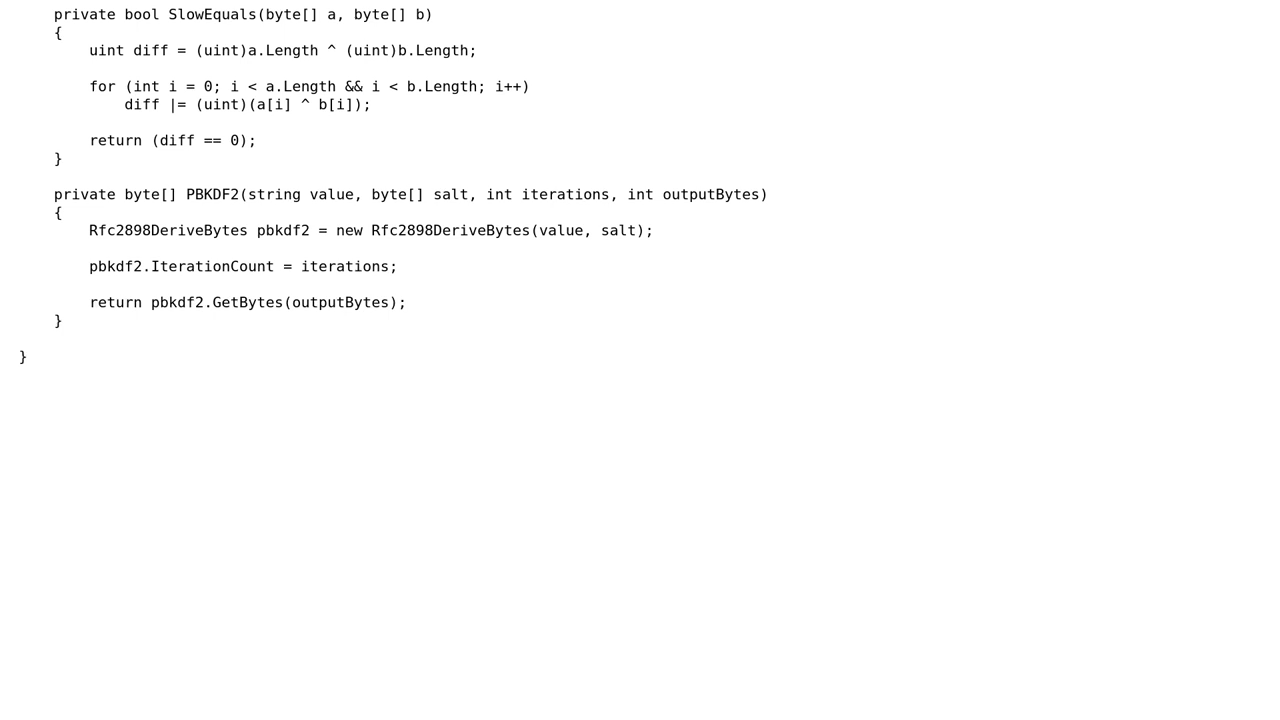 private bool SlowEquals(byte[] a, byte[] b)
{
uint diff = (uint)a.Length ^ (uint)b.Length;
for (int i = 0; i < a.Length && i < b.Length; i++)
diff |= (uint)(a[i] ^ b[i]);
return (diff == 0);
}
private byte[] PBKDF2(string value, byte[] salt, int iterations, int outputBytes)
{
Rfc2898DeriveBytes pbkdf2 = new Rfc2898DeriveBytes(value, salt);
pbkdf2.IterationCount = iterations;
return pbkdf2.GetBytes(outputBytes);
}
}